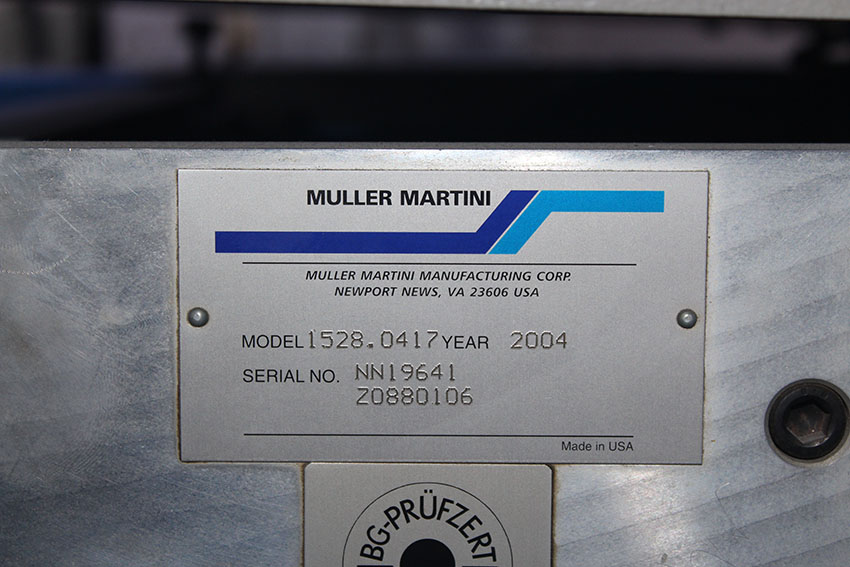 MULLER MARTINI
MULLER MARTINI MANUFACTURING CORP.
NEWPORT NEWS, VA 23606 USA
MODEL 1528.0417 YEAR 2004
SERIAL NO. NN19641
Z0880106
Made in USA
BG-PRÜFZERT